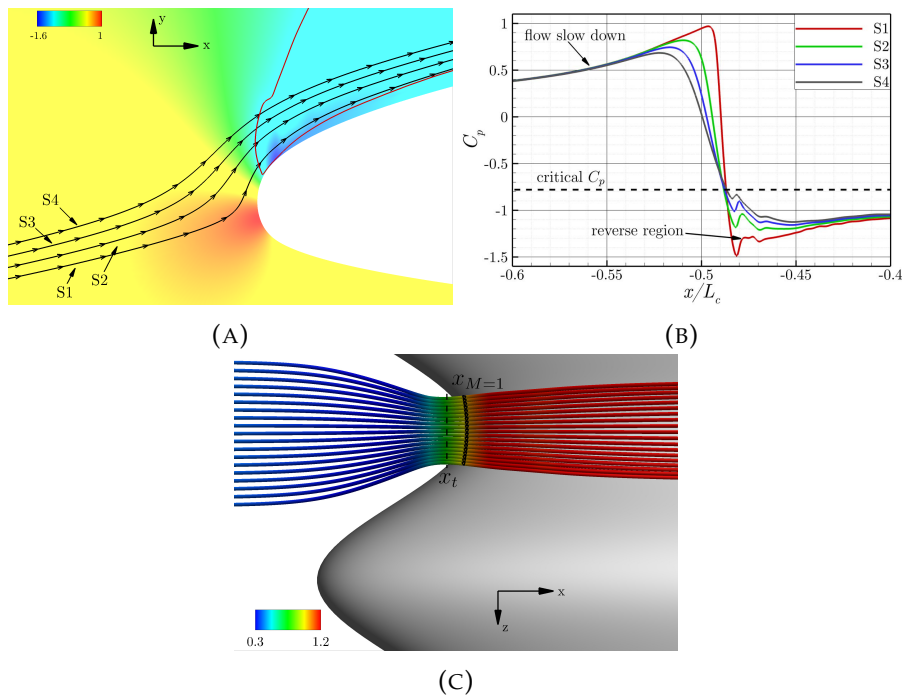 -1.6 1
y
x
S4
S3
S1 S2
(A)
1
0.5
0
-0.5
-1
-1.5
-0.6 -0.55 -0.5 -0.45 -0.4
C_p
x/L_c
flow slow down
critical C_p
reverse region
S1
S2
S3
S4
(B)
x_{M=1}
x_t
x
z
0.3 1.2
(C)